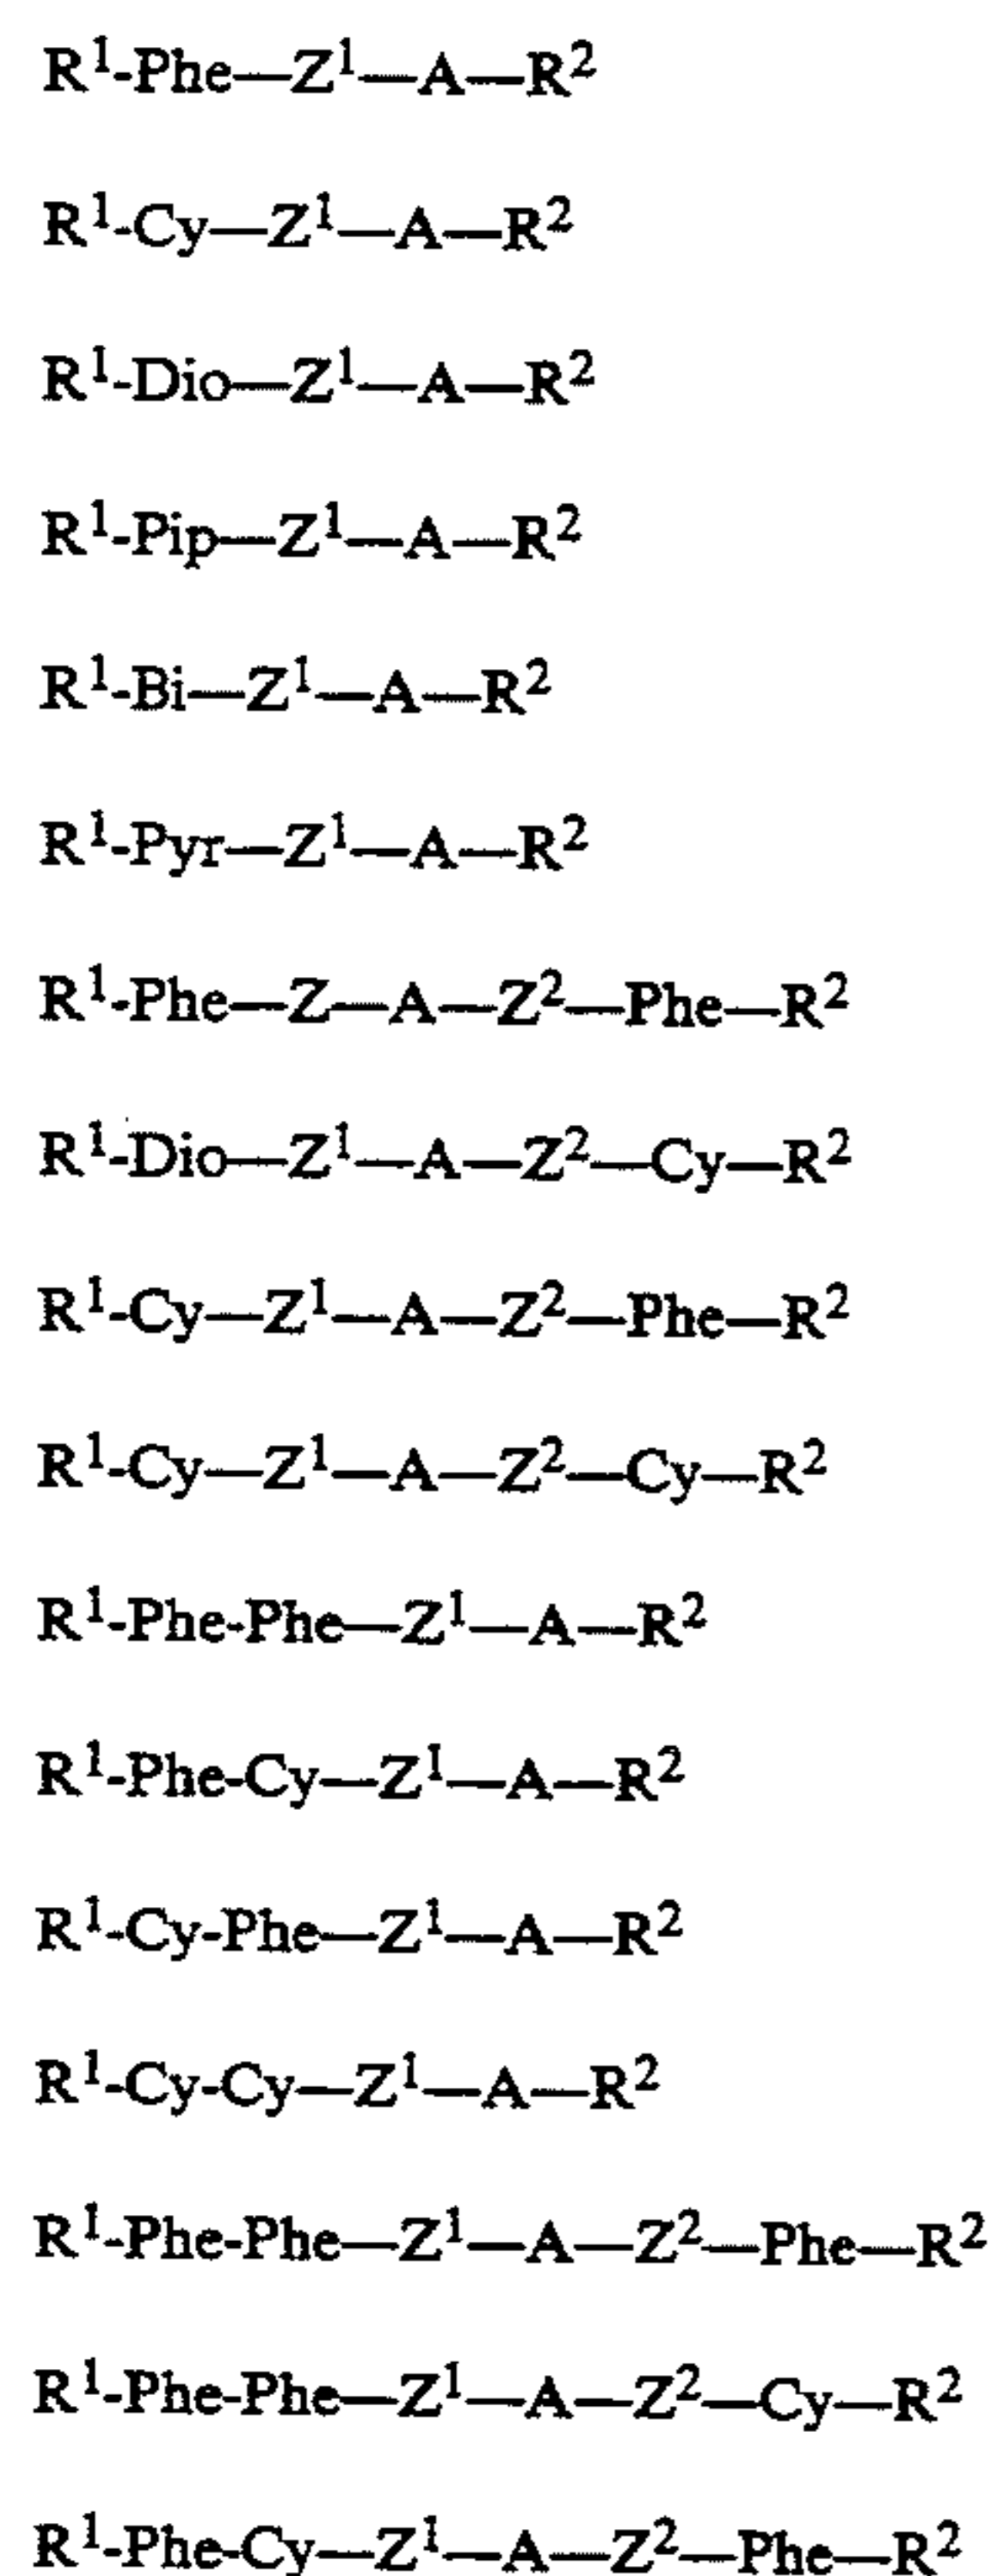 R¹-Phe—Z¹—A—R²
R¹-Cy—Z¹—A—R²
R¹-Dio—Z¹—A—R²
R¹-Pip—Z¹—A—R²
R¹-Bi—Z¹—A—R²
R¹-Pyr—Z¹—A—R²
R¹-Phe—Z—A—Z²—Phe—R²
R¹-Dio—Z¹—A—Z²—Cy—R²
R¹-Cy—Z¹—A—Z²—Phe—R²
R¹-Cy—Z¹—A—Z²—Cy—R²
R¹-Phe-Phe—Z¹—A—R²
R¹-Phe-Cy—Z¹—A—R²
R¹-Cy-Phe—Z¹—A—R²
R¹-Cy-Cy—Z¹—A—R²
R¹-Phe-Phe—Z¹—A—Z²—Phe—R²
R¹-Phe-Phe—Z¹—A—Z²—Cy—R²
R¹-Phe-Cy—Z¹—A—Z²—Phe—R²